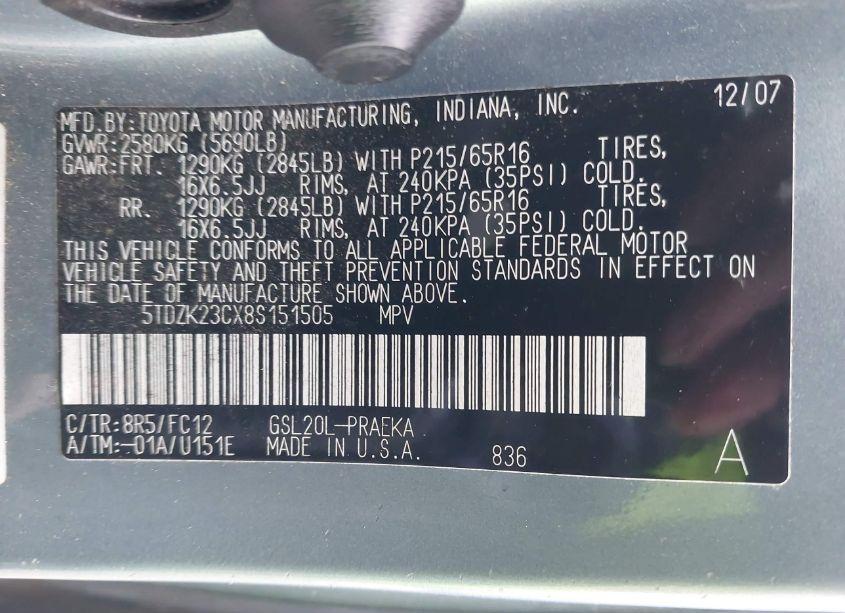 MFD.BY:TOYOTA MOTOR MANUFACTURING, INDIANA, INC. 12/07
GVWR:2580KG (5690LB)
GAWR:FRT. 1290KG (2845LB) WITH P215/65R16 TIRES,
16X6.5JJ RIMS, AT 240KPA (35PSI) COLD.
RR. 1290KG (2845LB) WITH P215/65R16 TIRES,
16X6.5JJ RIMS, AT 240KPA (35PSI) COLD.
THIS VEHICLE CONFORMS TO ALL APPLICABLE FEDERAL MOTOR
VEHICLE SAFETY AND THEFT PREVENTION STANDARDS IN EFFECT ON
THE DATE OF MANUFACTURE SHOWN ABOVE.
5TDZK23CX8S151505 MPV
C/TR:8R5/FC12 GSL20L-PRAEKA
A/TM:-01A/U151E MADE IN U.S.A. 836 A